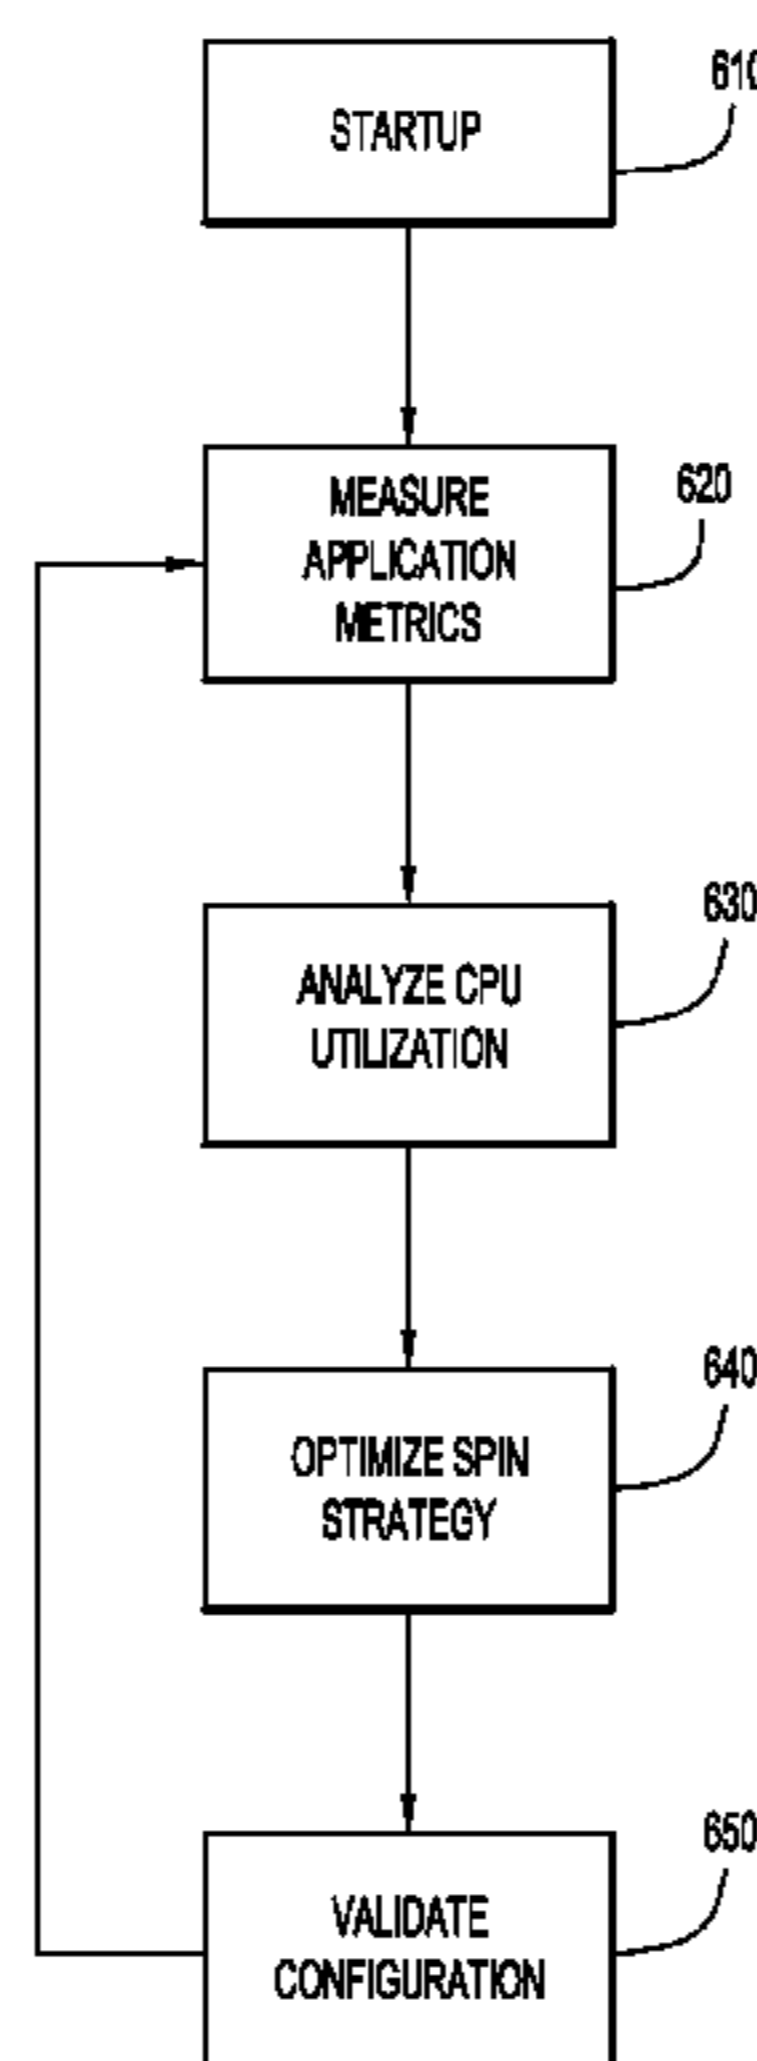 610
STARTUP
620
MEASURE
APPLICATION
METRICS
630
ANALYZE CPU
UTILIZATION
640
OPTIMIZE SPIN
STRATEGY
650
VALIDATE
CONFIGURATION